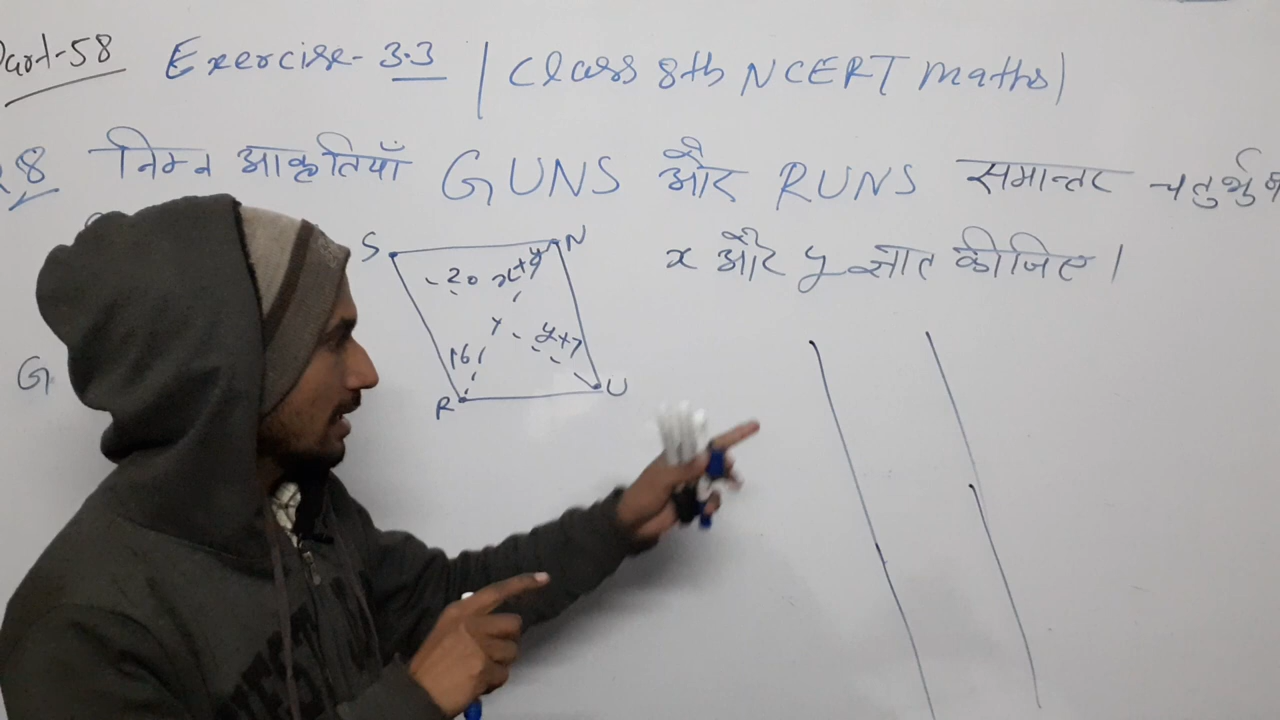 Part-58 Exercise-3.3 | Class 8th NCERT Maths |
8 निम्न आकृतियाँ GUNS और RUNS समान्तर चतुर्भुज
x और y ज्ञात कीजिए।
S N
20 x+y
16 y+7
G
R U